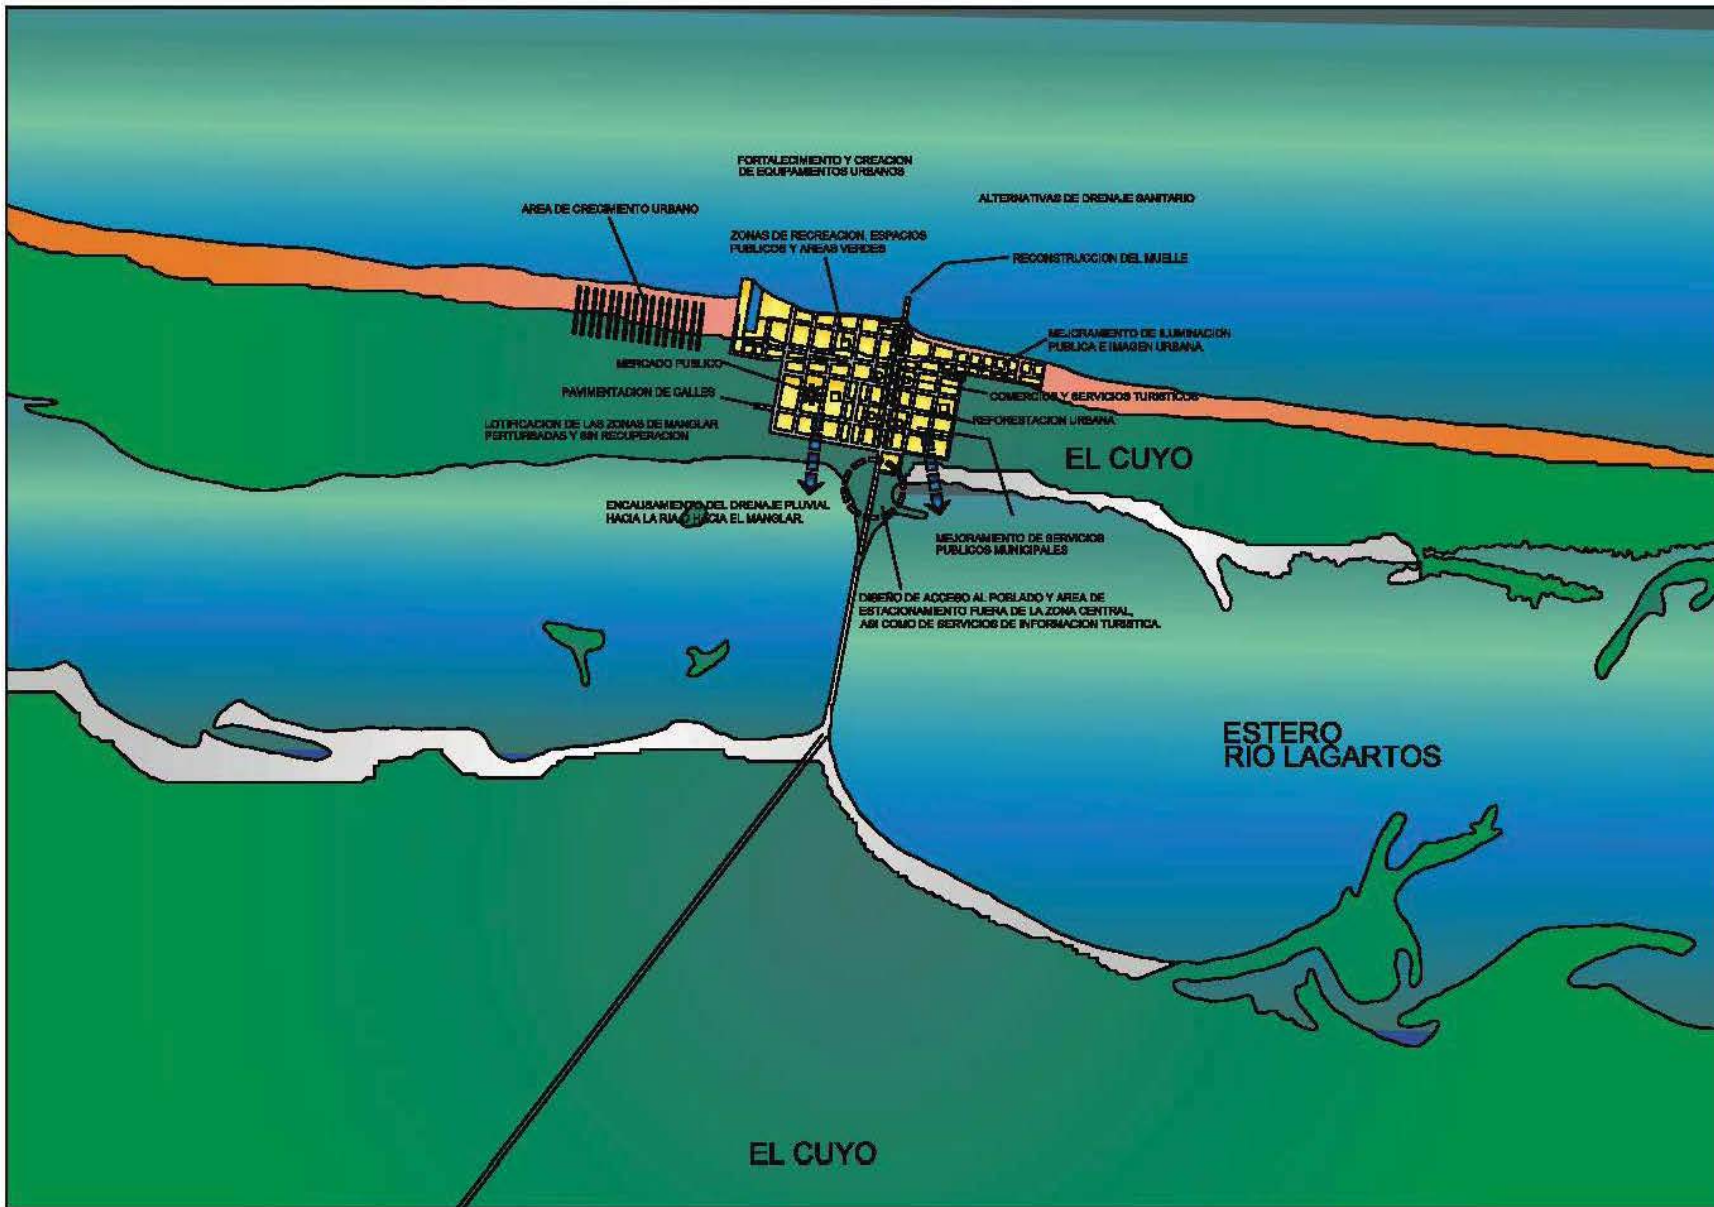 FORTALECIMIENTO Y CREACION
DE EQUIPAMIENTOS URBANOS
ALTERNATIVAS DE DRENAJE SANITARIO
AREA DE CRECIMIENTO URBANO
ZONAS DE RECREACION, ESPACIOS
PUBLICOS Y AREAS VERDES
RECONSTRUCCION DEL MUELLE
MEJORAMIENTO DE ILUMINACION
PUBLICA E IMAGEN URBANA
MERCADO PUBLICO
PAVIMENTACION DE CALLES
COMERCIOS Y SERVICIOS TURISTICOS
REFORESTACION URBANA
LOTIFICACION DE LAS ZONAS DE MANGLAR
PERTURBADAS Y SIN RECUPERACION
EL CUYO
ENCAUSAMIENTO DEL DRENAJE PLUVIAL
HACIA LA RIA O HACIA EL MANGLAR.
MEJORAMIENTO DE SERVICIOS
PUBLICOS MUNICIPALES
DISEÑO DE ACCESO AL POBLADO Y AREA DE
ESTACIONAMIENTO FUERA DE LA ZONA CENTRAL,
ASI COMO DE SERVICIOS DE INFORMACION TURISTICA.
ESTERO
RIO LAGARTOS
EL CUYO